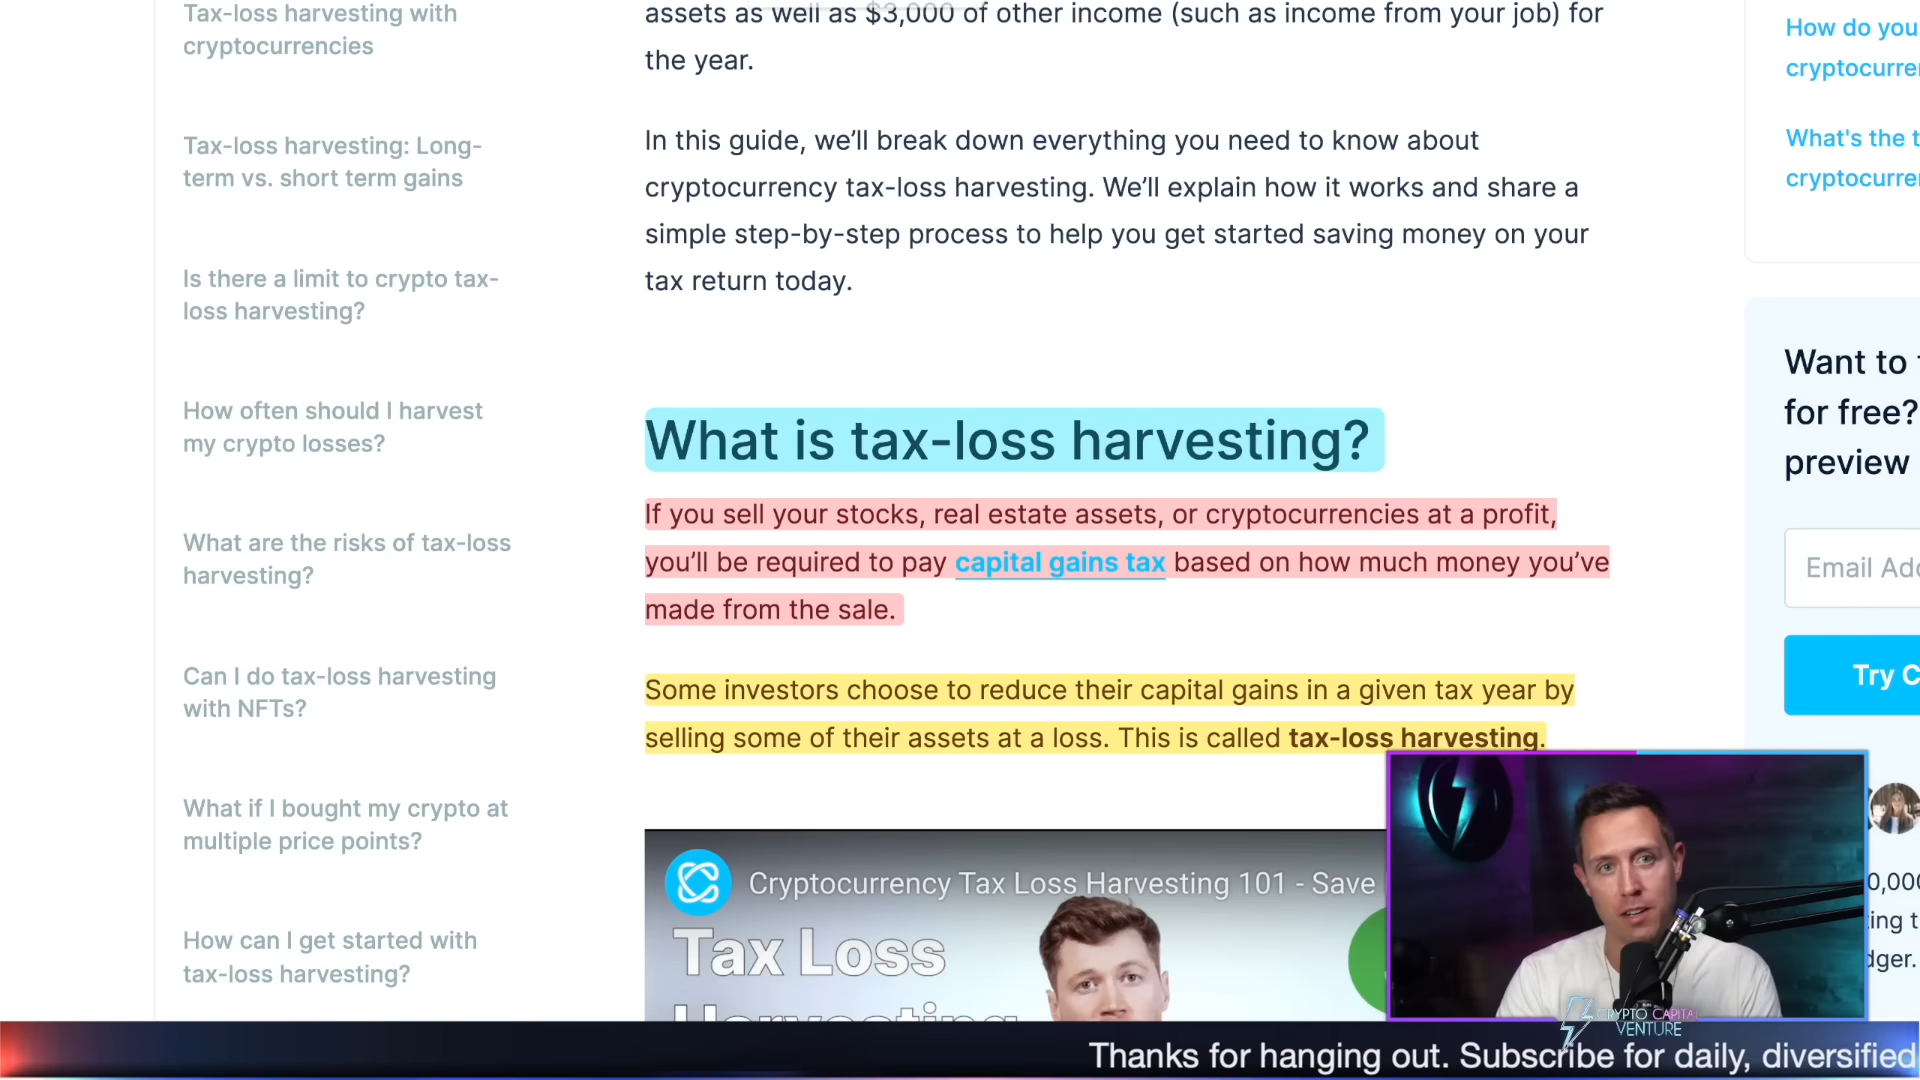 Tax-loss harvesting with
cryptocurrencies
Tax-loss harvesting: Long-
term vs. short term gains
Is there a limit to crypto tax-
loss harvesting?
How often should I harvest
my crypto losses?
What are the risks of tax-loss
harvesting?
Can I do tax-loss harvesting
with NFTs?
What if I bought my crypto at
multiple price points?
How can I get started with
tax-loss harvesting?
assets as well as $3,000 of other income (such as income from your job) for
the year.
In this guide, we’ll break down everything you need to know about
cryptocurrency tax-loss harvesting. We’ll explain how it works and share a
simple step-by-step process to help you get started saving money on your
tax return today.
What is tax-loss harvesting?
If you sell your stocks, real estate assets, or cryptocurrencies at a profit,
you’ll be required to pay capital gains tax based on how much money you’ve
made from the sale.
Some investors choose to reduce their capital gains in a given tax year by
selling some of their assets at a loss. This is called tax-loss harvesting.
Cryptocurrency Tax Loss Harvesting 101 - Save
Tax Loss
Harvesting
How do you
What's the
Want to
for free?
preview
Email
Try
CRYPTO CAPITAL
VENTURE
Thanks for hanging out. Subscribe for daily, diversified